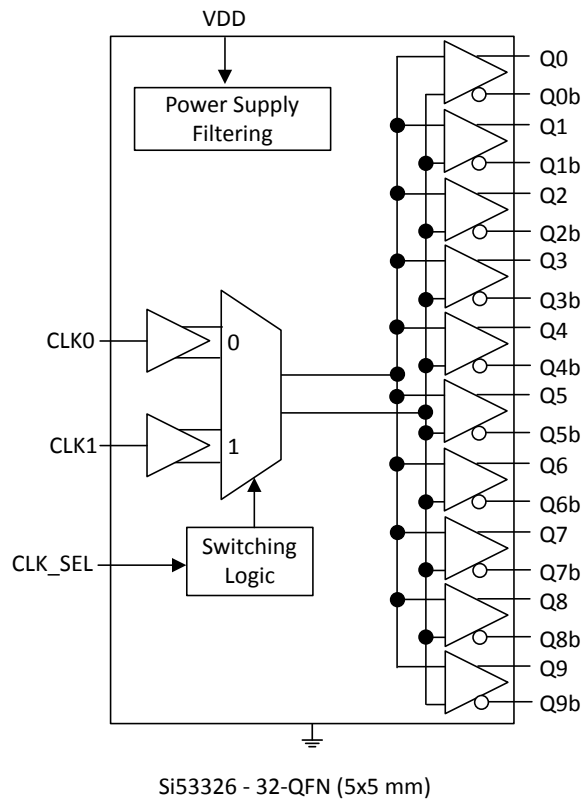 VDD
Power Supply
Filtering
Q0
Q0b
Q1
Q1b
Q2
Q2b
Q3
Q3b
Q4
Q4b
Q5
Q5b
Q6
Q6b
Q7
Q7b
Q8
Q8b
Q9
Q9b
CLK0
0
CLK1
1
CLK_SEL
Switching
Logic
Si53326 - 32-QFN (5x5 mm)